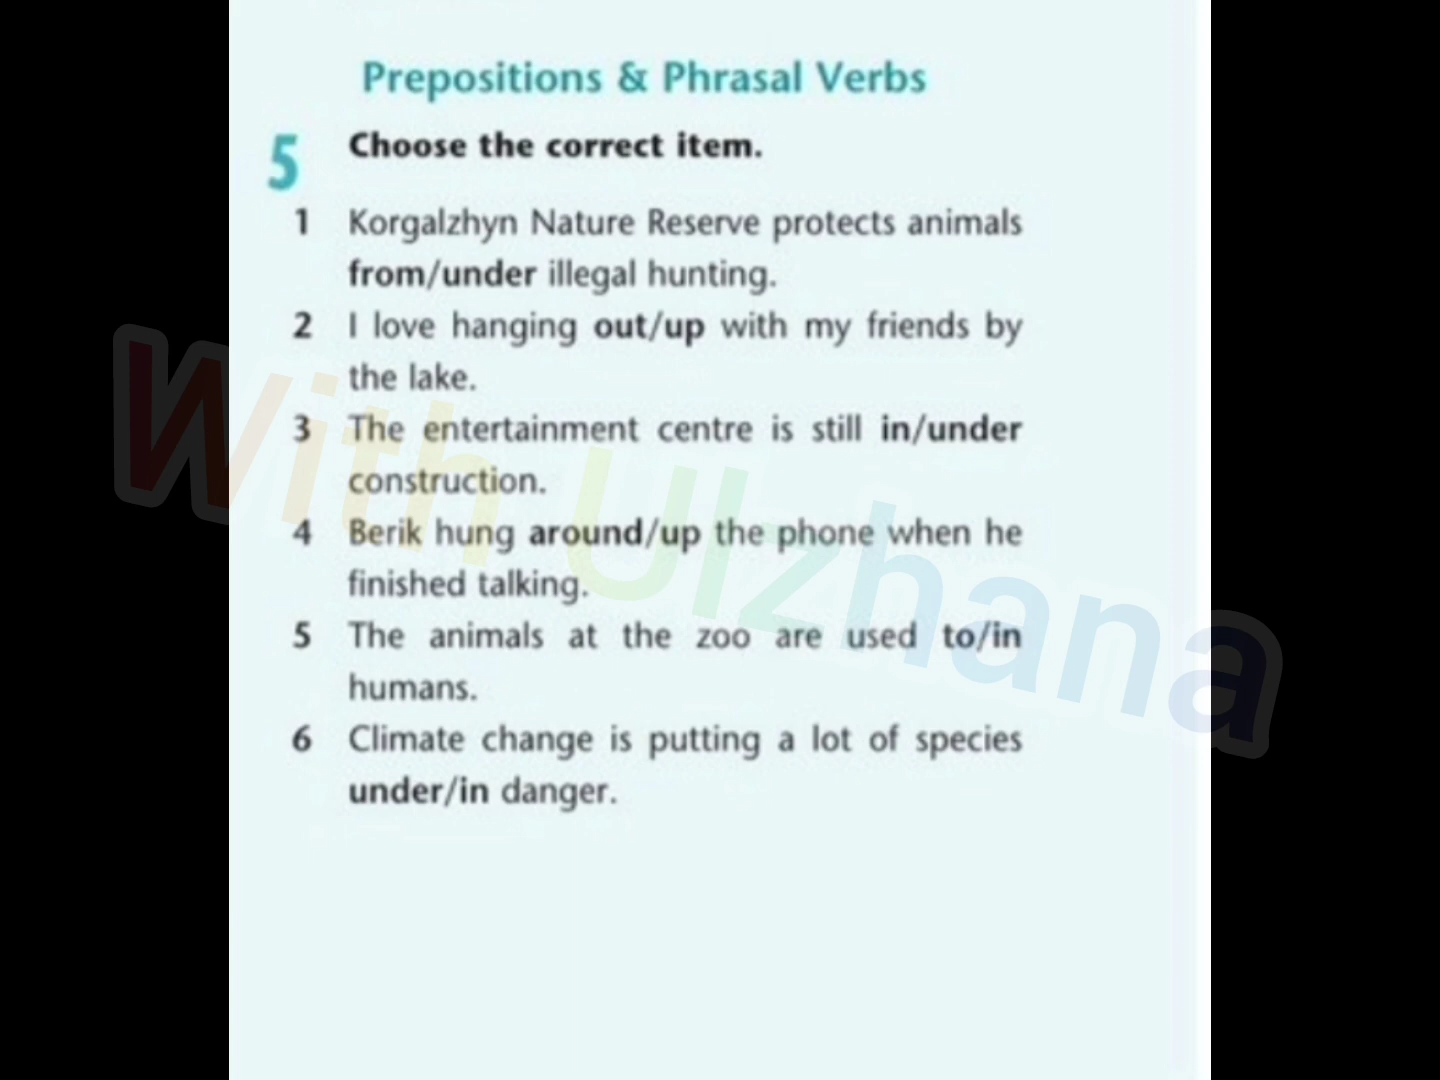 Prepositions & Phrasal Verbs
5 Choose the correct item.
1 Korgalzhyn Nature Reserve protects animals
from/under illegal hunting.
2 I love hanging out/up with my friends by
the lake.
3 The entertainment centre is still in/under
construction.
4 Berik hung around/up the phone when he
finished talking.
5 The animals at the zoo are used to/in
humans.
6 Climate change is putting a lot of species
under/in danger.
With Ulzhana